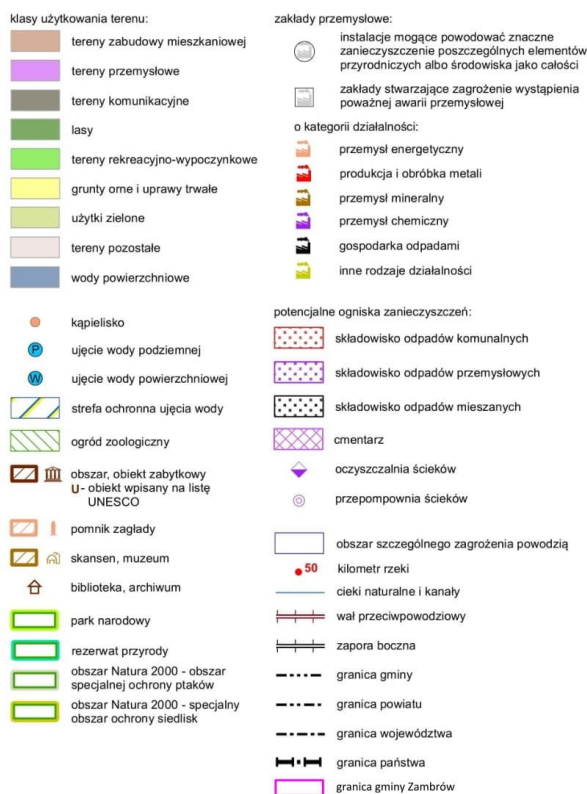 klasy użytkowania terenu:
tereny zabudowy mieszkaniowej
tereny przemysłowe
tereny komunikacyjne
lasy
tereny rekreacyjno-wypoczynkowe
grunty orne i uprawy trwałe
użytki zielone
tereny pozostałe
wody powierzchniowe
kąpielisko
P
ujęcie wody podziemnej
W
ujęcie wody powierzchniowej
strefa ochronna ujęcia wody
ogród zoologiczny
obszar, obiekt zabytkowy
U- obiekt wpisany na listę
UNESCO
pomnik zagłady
skansen, muzeum
biblioteka, archiwum
park narodowy
rezerwat przyrody
obszar Natura 2000 - obszar
specjalnej ochrony ptaków
obszar Natura 2000 - specjalny
obszar ochrony siedlisk
zakłady przemysłowe:
instalacje mogące powodować znaczne
zanieczyszczenie poszczególnych elementów
przyrodniczych albo środowiska jako całości
zakłady stwarzające zagrożenie wystąpienia
poważnej awarii przemysłowej
o kategorii działalności:
przemysł energetyczny
produkcja i obróbka metali
przemysł mineralny
przemysł chemiczny
gospodarka odpadami
inne rodzaje działalności
potencjalne ogniska zanieczyszczeń:
składowisko odpadów komunalnych
składowisko odpadów przemysłowych
składowisko odpadów mieszanych
cmentarz
oczyszczalnia ścieków
przepompownia ścieków
obszar szczególnego zagrożenia powodzią
50
kilometr rzeki
cieki naturalne i kanały
wał przeciwpowodziowy
zapora boczna
granica gminy
granica powiatu
granica województwa
granica państwa
granica gminy Zambrów